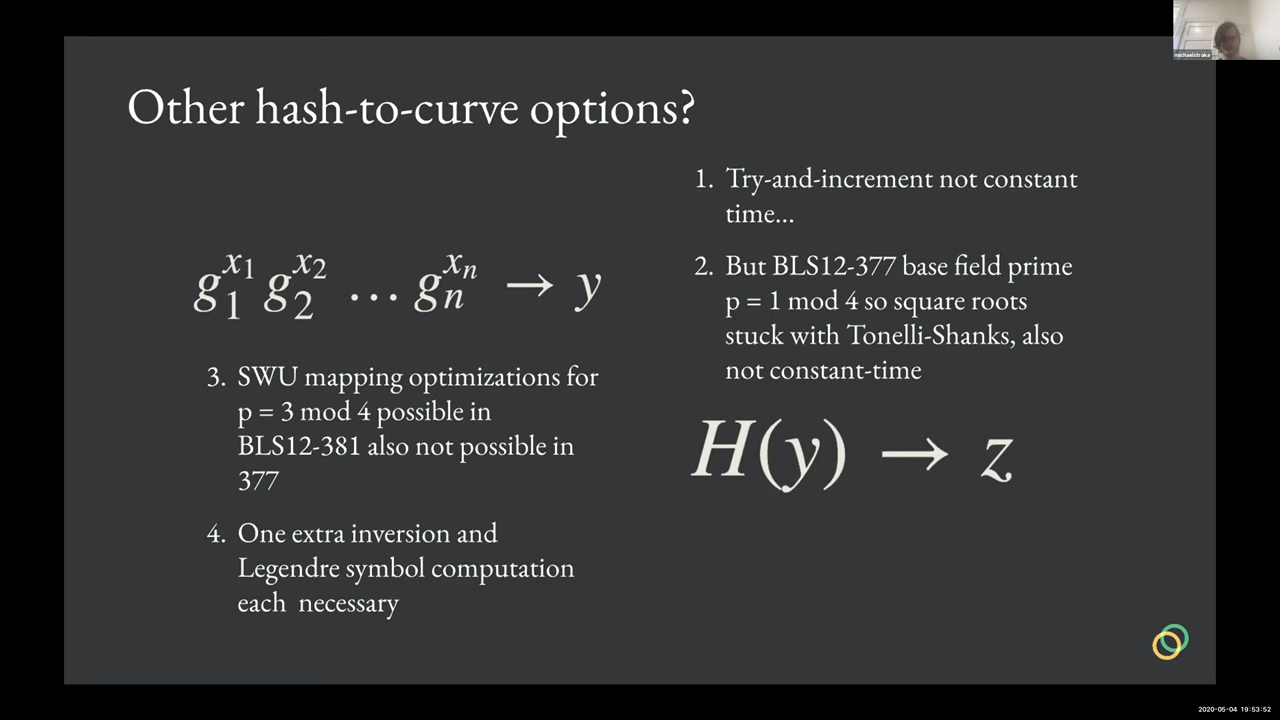 michaelstraka
Other hash-to-curve options?
1. Try-and-increment not constant
time...
2. But BLS12-377 base field prime
p = 1 mod 4 so square roots
stuck with Tonelli-Shanks, also
not constant-time
g₁^x₁ g₂^x₂ … gₙ^xₙ → y
3. SWU mapping optimizations for
p = 3 mod 4 possible in
BLS12-381 also not possible in
377
4. One extra inversion and
Legendre symbol computation
each necessary
H(y) → z
2020-05-04 19:53:52